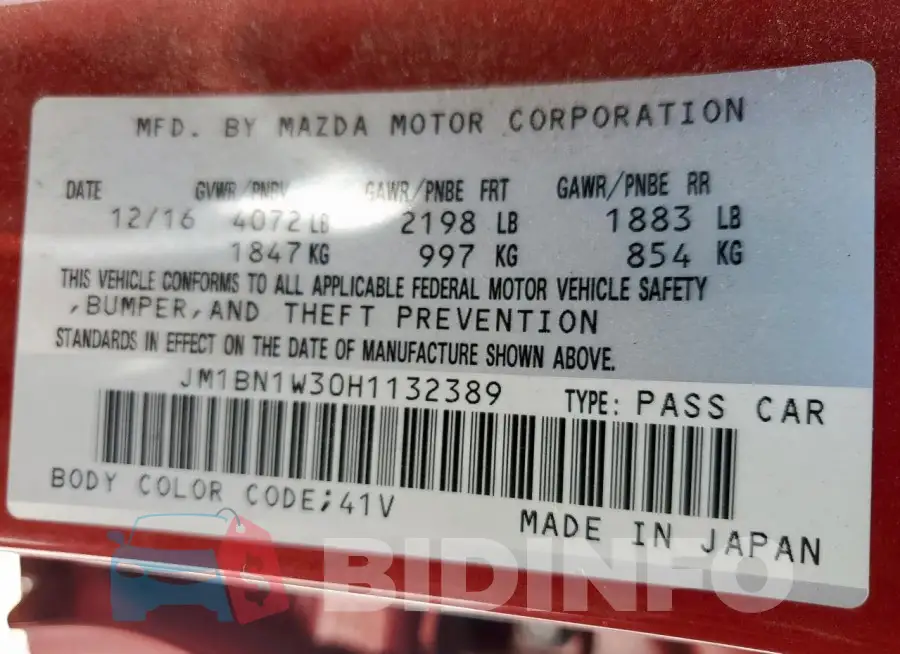 MFD. BY MAZDA MOTOR CORPORATION
DATE GVWR/PNBV GAWR/PNBE FRT GAWR/PNBE RR
12/16 4072 LB 2198 LB 1883 LB
1847 KG 997 KG 854 KG
THIS VEHICLE CONFORMS TO ALL APPLICABLE FEDERAL MOTOR VEHICLE SAFETY
,BUMPER,AND THEFT PREVENTION
STANDARDS IN EFFECT ON THE DATE OF MANUFACTURE SHOWN ABOVE.
JM1BN1W30H1132389 TYPE: PASS CAR
BODY COLOR CODE;41V
MADE IN JAPAN
BIDINFO